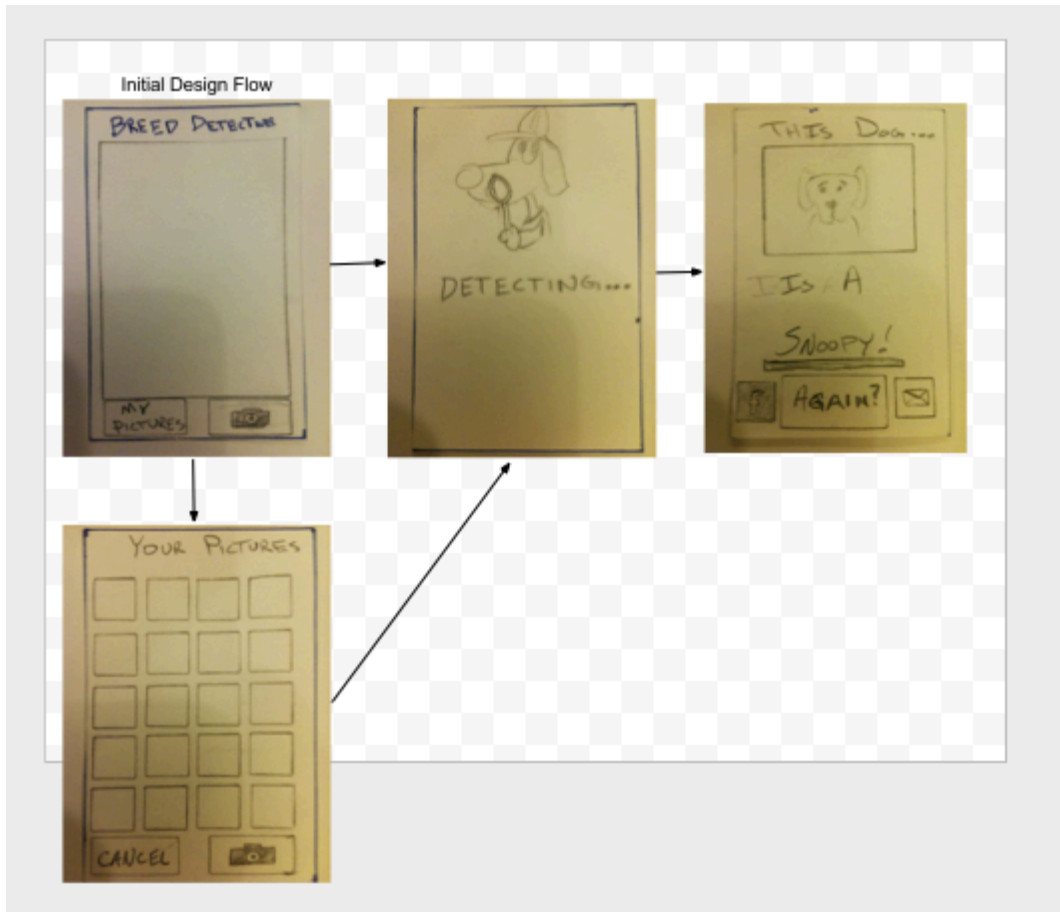 Initial Design Flow
BREED DETECTIVE
MY
PICTURES
DETECTING...
THIS DOG...
IS A
SNOOPY!
AGAIN?
YOUR PICTURES
CANCEL